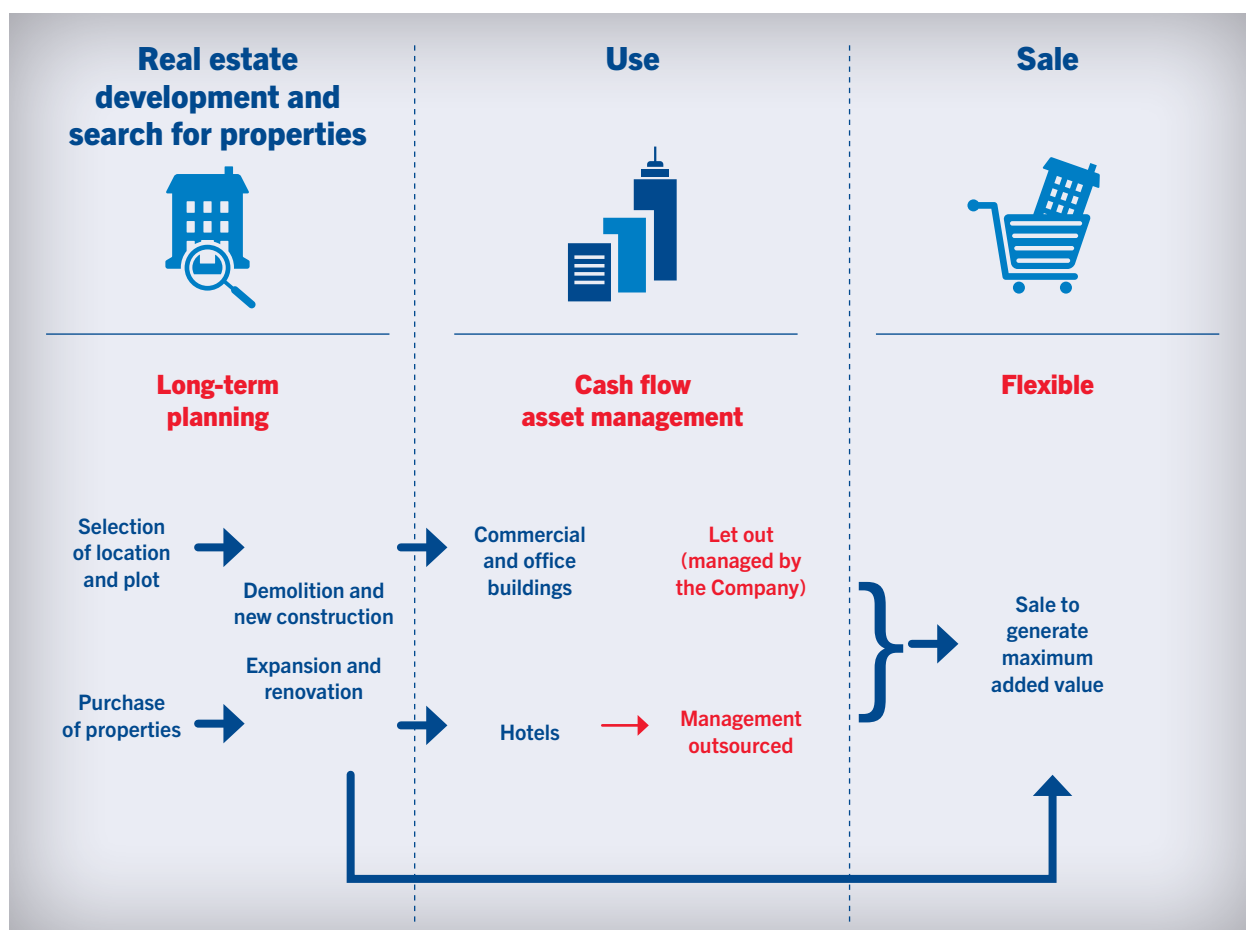 Real estate
development and
search for properties
Use
Sale
Long-term
planning
Cash flow
asset management
Flexible
Selection
of location
and plot
Demolition and
new construction
Expansion and
renovation
Purchase
of properties
Commercial
and office
buildings
Let out
(managed by
the Company)
Hotels
Management
outsourced
Sale to
generate
maximum
added value